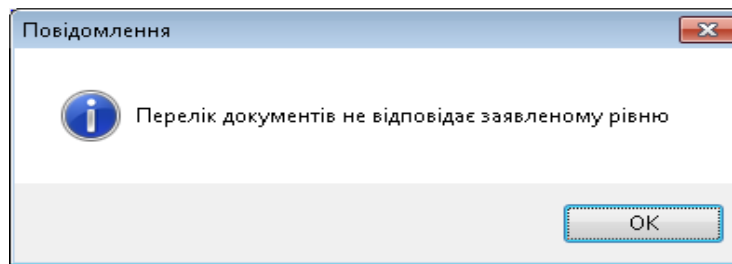 Повідомлення
Перелік документів не відповідає заявленому рівню
OK